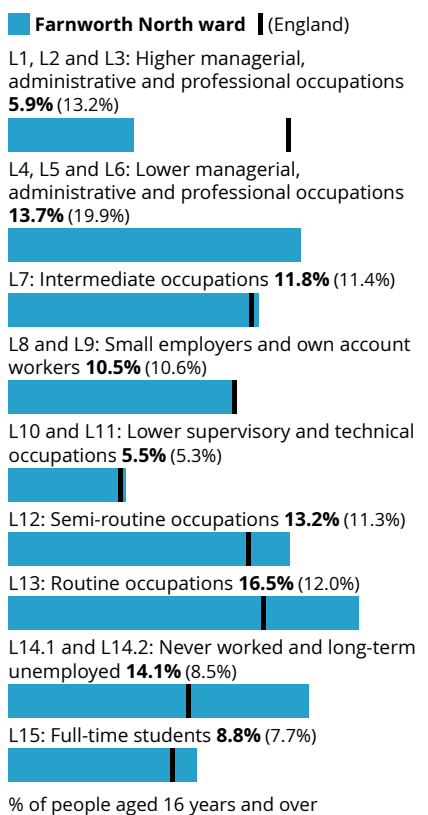 Farnworth North ward (England)
L1, L2 and L3: Higher managerial,
administrative and professional occupations
5.9% (13.2%)
L4, L5 and L6: Lower managerial,
administrative and professional occupations
13.7% (19.9%)
L7: Intermediate occupations 11.8% (11.4%)
L8 and L9: Small employers and own account
workers 10.5% (10.6%)
L10 and L11: Lower supervisory and technical
occupations 5.5% (5.3%)
L12: Semi-routine occupations 13.2% (11.3%)
L13: Routine occupations 16.5% (12.0%)
L14.1 and L14.2: Never worked and long-term
unemployed 14.1% (8.5%)
L15: Full-time students 8.8% (7.7%)
% of people aged 16 years and over